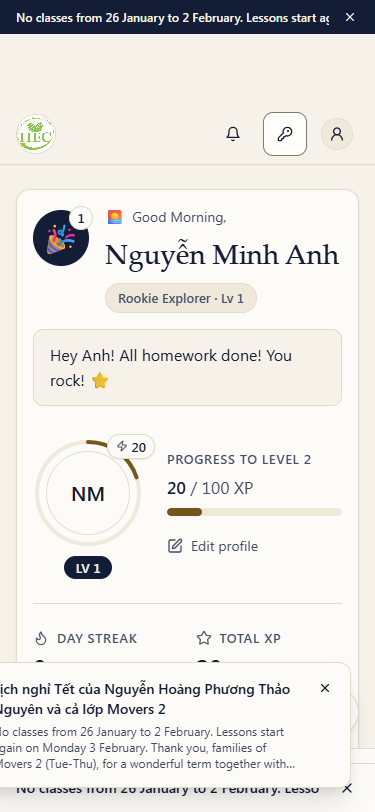 No classes from 26 January to 2 February. Lessons start
HEC
1
Good Morning,
Nguyễn Minh Anh
Rookie Explorer · Lv 1
Hey Anh! All homework done! You
rock!
20
NM
LV 1
PROGRESS TO LEVEL 2
20 / 100 XP
Edit profile
DAY STREAK
TOTAL XP
nghỉ Tết của Nguyễn Hoàng Phương Thảo
Nguyên và cả lớp Movers 2
No classes from 26 January to 2 February. Lessons start
again on Monday 3 February. Thank you, families of
Movers 2 (Tue-Thu), for a wonderful term together with...
No classes from 26 January to 2 February. Lesso